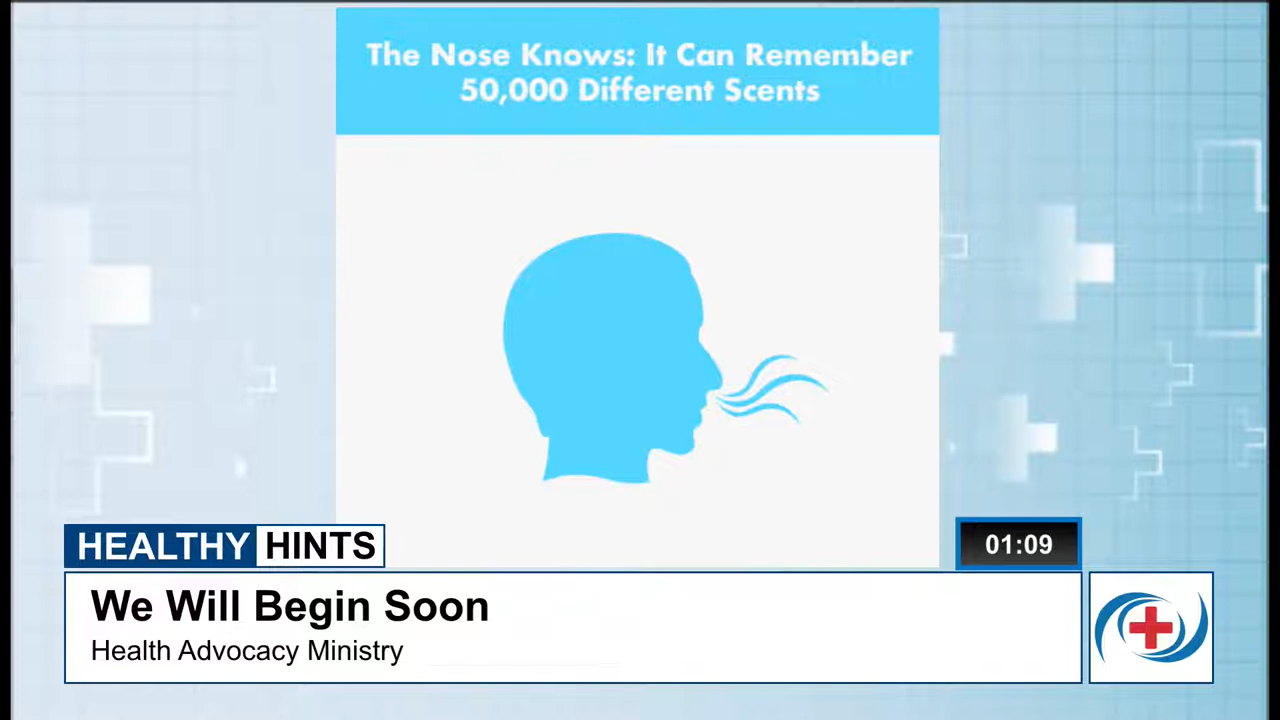 The Nose Knows: It Can Remember
50,000 Different Scents
HEALTHY HINTS
01:09
We Will Begin Soon
Health Advocacy Ministry